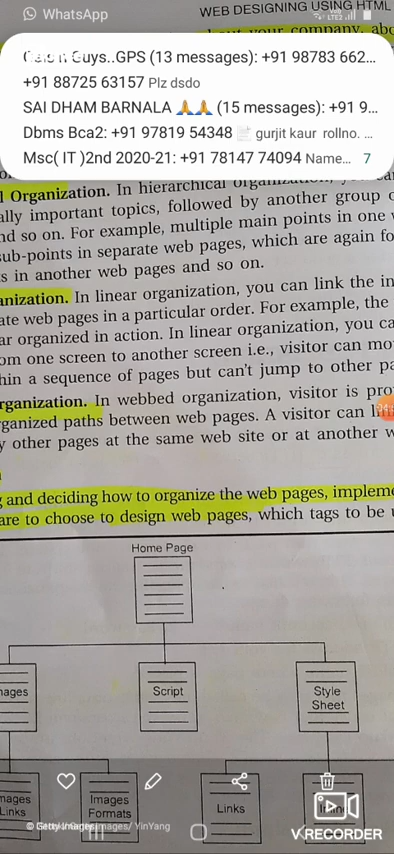 WhatsApp
WEB DESIGNING USING HTML
your company, abo
Guys..GPS (13 messages): +91 98783 662...
+91 88725 63157 Plz dsdo
SAI DHAM BARNALA 🙏🙏 (15 messages): +91 9...
Dbms Bca2: +91 97819 54348 📄 gurjit kaur rollno. ...
Msc( IT )2nd 2020-21: +91 78147 74094 Name... 7
l Organization. In hierarchical organization, you can
ally important topics, followed by another group o
nd so on. For example, multiple main points in one
sub-points in separate web pages, which are again fo
s in another web pages and so on.
anization. In linear organization, you can link the in
ate web pages in a particular order. For example, the
ar organized in action. In linear organization, you ca
om one screen to another screen i.e., visitor can mo
hin a sequence of pages but can't jump to other pa
rganization. In webbed organization, visitor is pro
rganized paths between web pages. A visitor can li
y other pages at the same web site or at another w
g and deciding how to organize the web pages, impleme
are to choose to design web pages, which tags to be u
Home Page
mages
Script
Style
Sheet
mages
Links
Images
Formats
Links
Inline
V.RECORDER